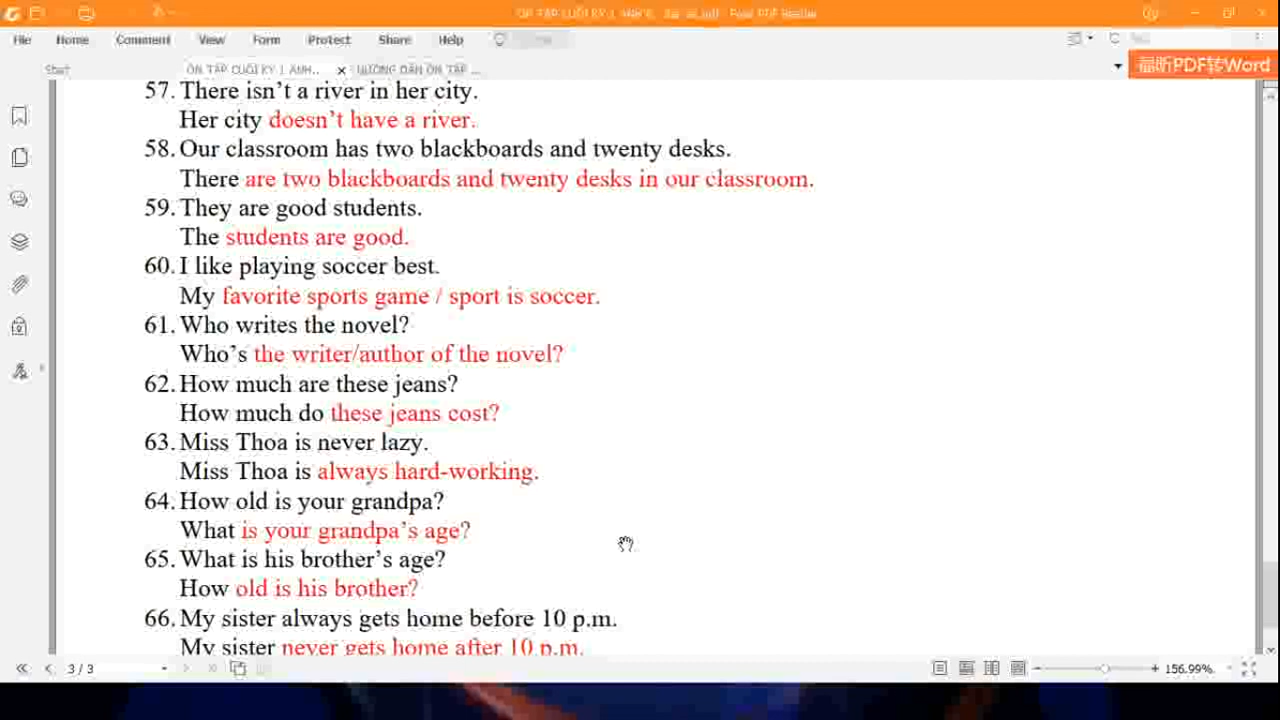 File Home Comment View Form Protect Share Help
Start ÔN TẬP CUỐI KỲ 1 ANH... HƯỚNG DẪN ÔN TẬP ...
福昕PDF转Word
57. There isn’t a river in her city.
Her city doesn’t have a river.
58. Our classroom has two blackboards and twenty desks.
There are two blackboards and twenty desks in our classroom.
59. They are good students.
The students are good.
60. I like playing soccer best.
My favorite sports game / sport is soccer.
61. Who writes the novel?
Who’s the writer/author of the novel?
62. How much are these jeans?
How much do these jeans cost?
63. Miss Thoa is never lazy.
Miss Thoa is always hard-working.
64. How old is your grandpa?
What is your grandpa’s age?
65. What is his brother’s age?
How old is his brother?
66. My sister always gets home before 10 p.m.
My sister never gets home after 10 p.m.
3 / 3
156.99%